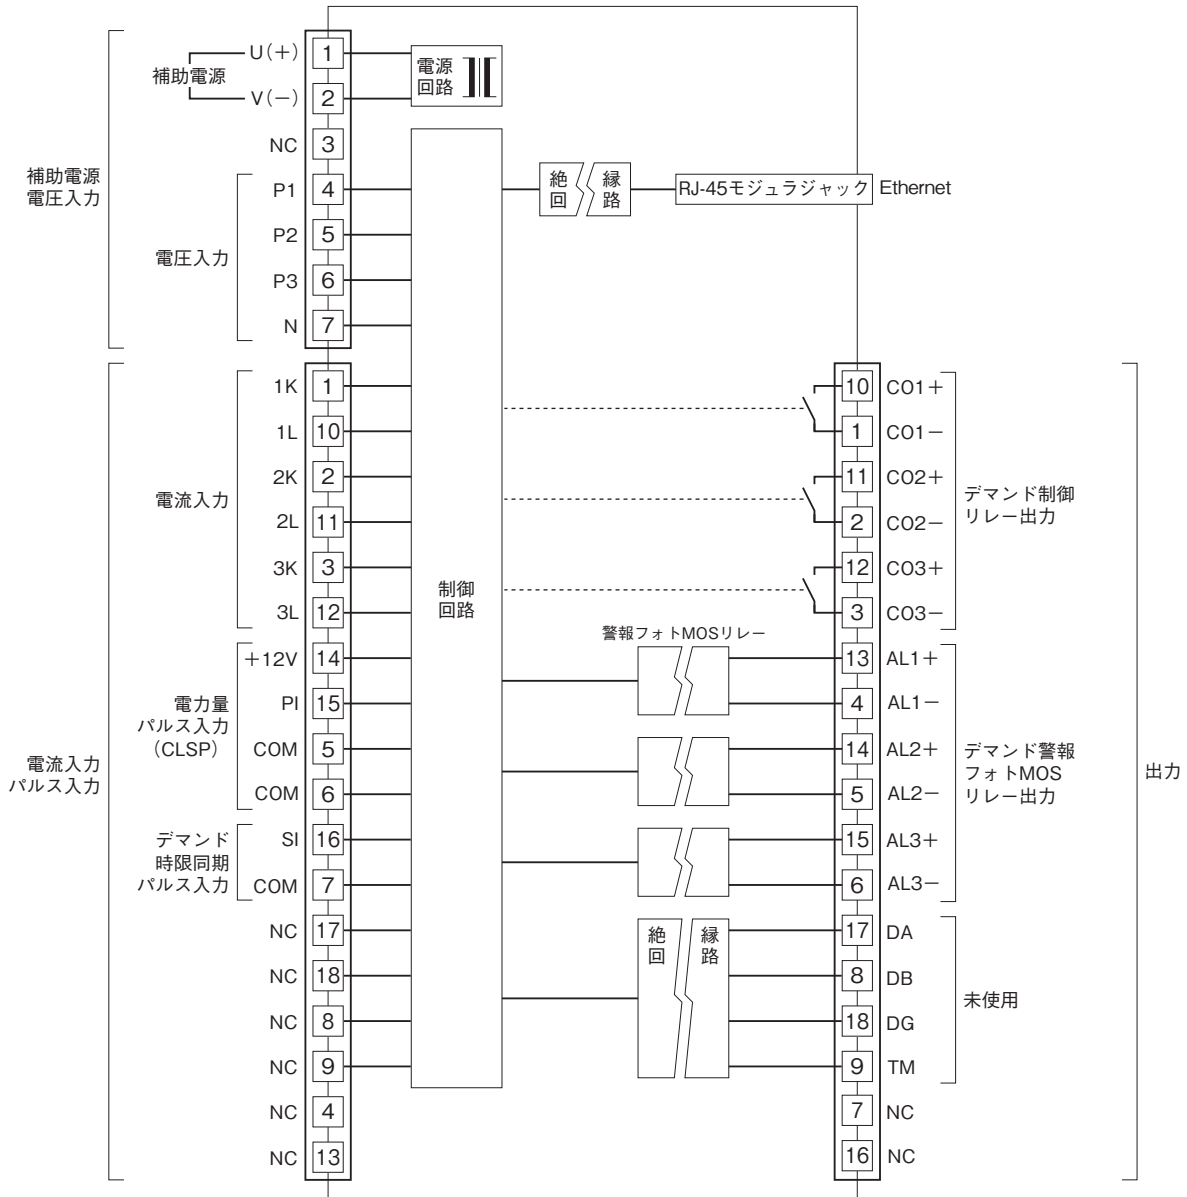 補助電源
電圧入力
補助電源
U(+)
1
V(−)
2
NC
3
電圧入力
P1
4
P2
5
P3
6
N
7
電源
回路
制御
回路
絶 縁
回 路
RJ-45モジュラジャック
Ethernet
電流入力
パルス入力
電流入力
1K
1
1L
10
2K
2
2L
11
3K
3
3L
12
電力量
パルス入力
(CLSP)
+12V
14
PI
15
COM
5
COM
6
デマンド
時限同期
パルス入力
SI
16
COM
7
NC
17
NC
18
NC
8
NC
9
NC
4
NC
13
警報フォトMOSリレー
絶 縁
回 路
10
CO1+
1
CO1−
11
CO2+
2
CO2−
12
CO3+
3
CO3−
デマンド制御
リレー出力
13
AL1+
4
AL1−
14
AL2+
5
AL2−
15
AL3+
6
AL3−
デマンド警報
フォトMOS
リレー出力
17
DA
8
DB
18
DG
9
TM
未使用
7
NC
16
NC
出力